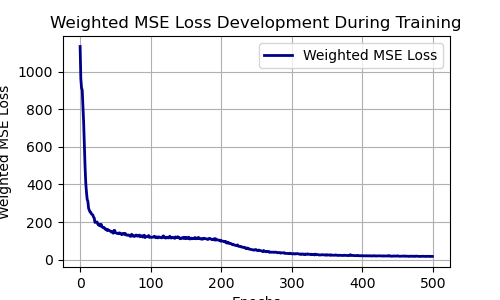 Weighted MSE Loss Development During Training
Weighted MSE Loss
Weighted MSE Loss
1000
800
600
400
200
0
0 100 200 300 400 500
Epochs